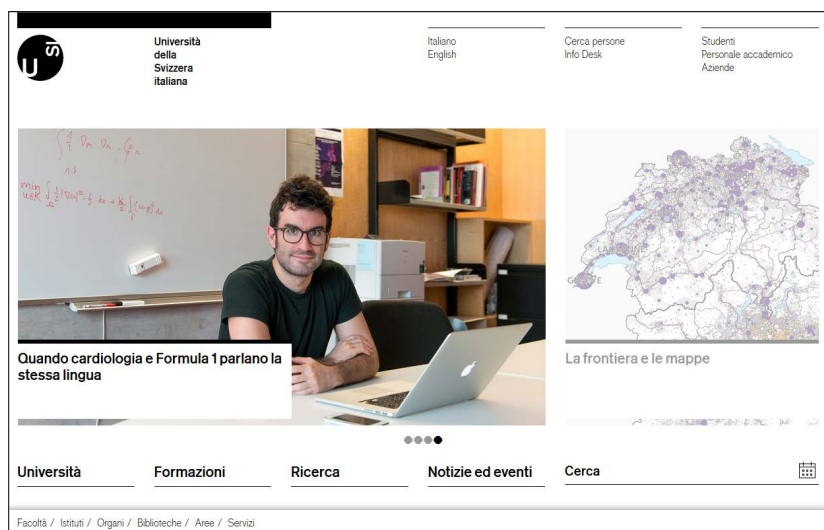 USI
Università
della
Svizzera
italiana
Italiano
English
Cerca persone
Info Desk
Studenti
Personale accademico
Aziende
min
Quando cardiologia e Formula 1 parlano la
stessa lingua
La frontiera e le mappe
Università
Formazioni
Ricerca
Notizie ed eventi
Cerca
Facoltà / Istituti / Organi / Biblioteche / Aree / Servizi